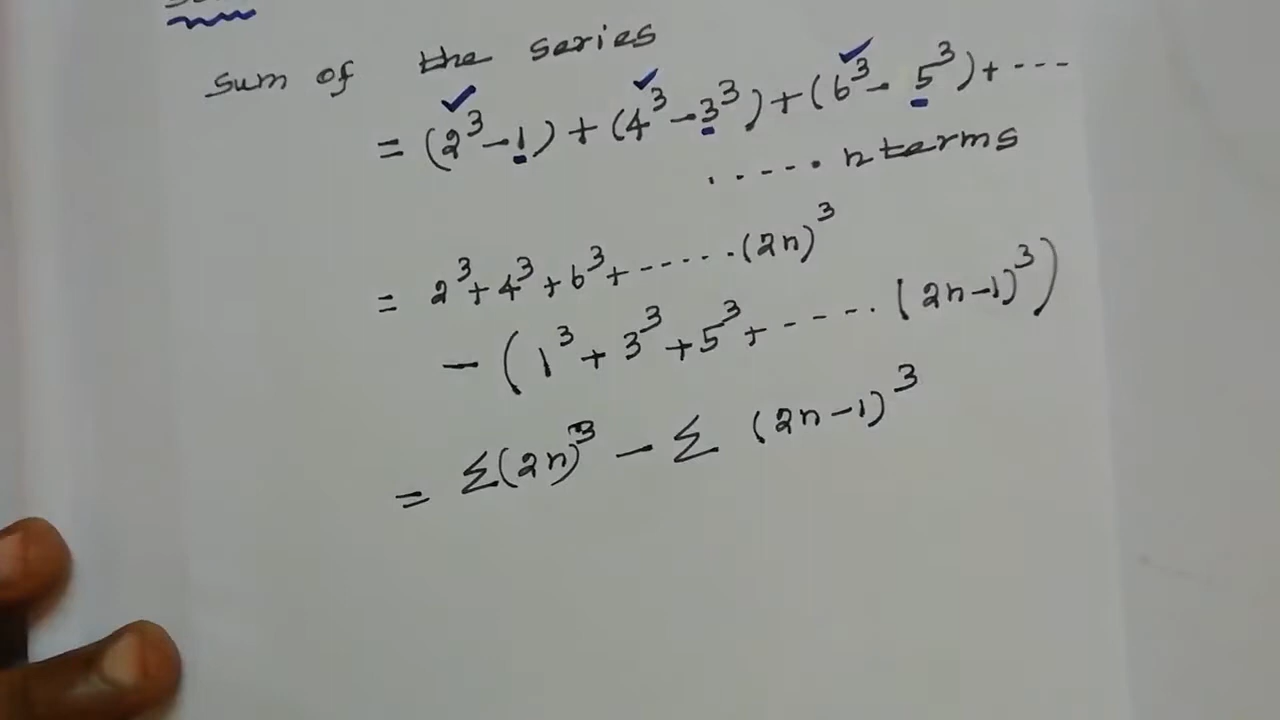 Sum of the series
= (2³-1) + (4³-3³) + (6³-5³) + ---
. ---- . n terms
= 2³+4³+6³+ ----- .(2n)³
- (1³+3³+5³+ ---- . (2n-1)³)
= Σ(2n)³ - Σ (2n-1)³